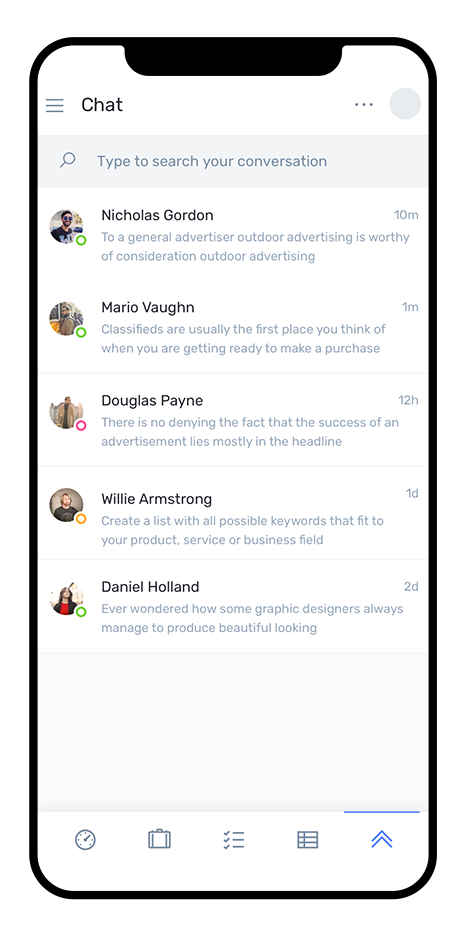 Chat
Type to search your conversation
Nicholas Gordon 10m
To a general advertiser outdoor advertising is worthy
of consideration outdoor advertising
Mario Vaughn 1m
Classifieds are usually the first place you think of
when you are getting ready to make a purchase
Douglas Payne 12h
There is no denying the fact that the success of an
advertisement lies mostly in the headline
Willie Armstrong 1d
Create a list with all possible keywords that fit to
your product, service or business field
Daniel Holland 2d
Ever wondered how some graphic designers always
manage to produce beautiful looking